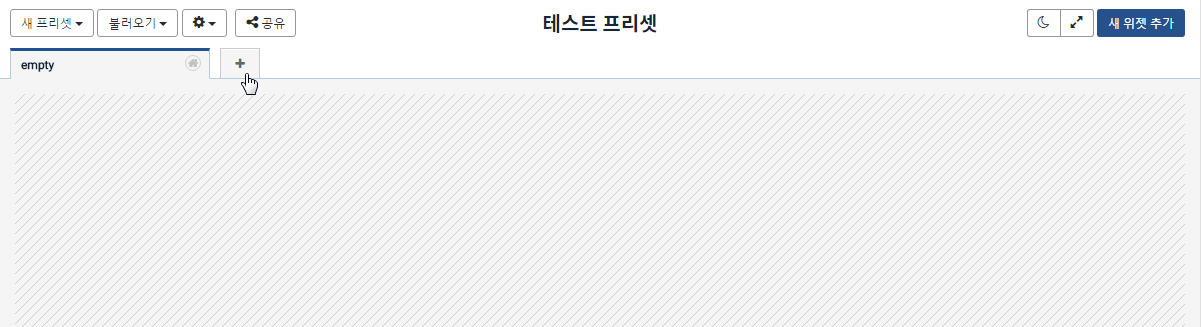 새 프리셋
불러오기
공유
테스트 프리셋
새 위젯 추가
empty